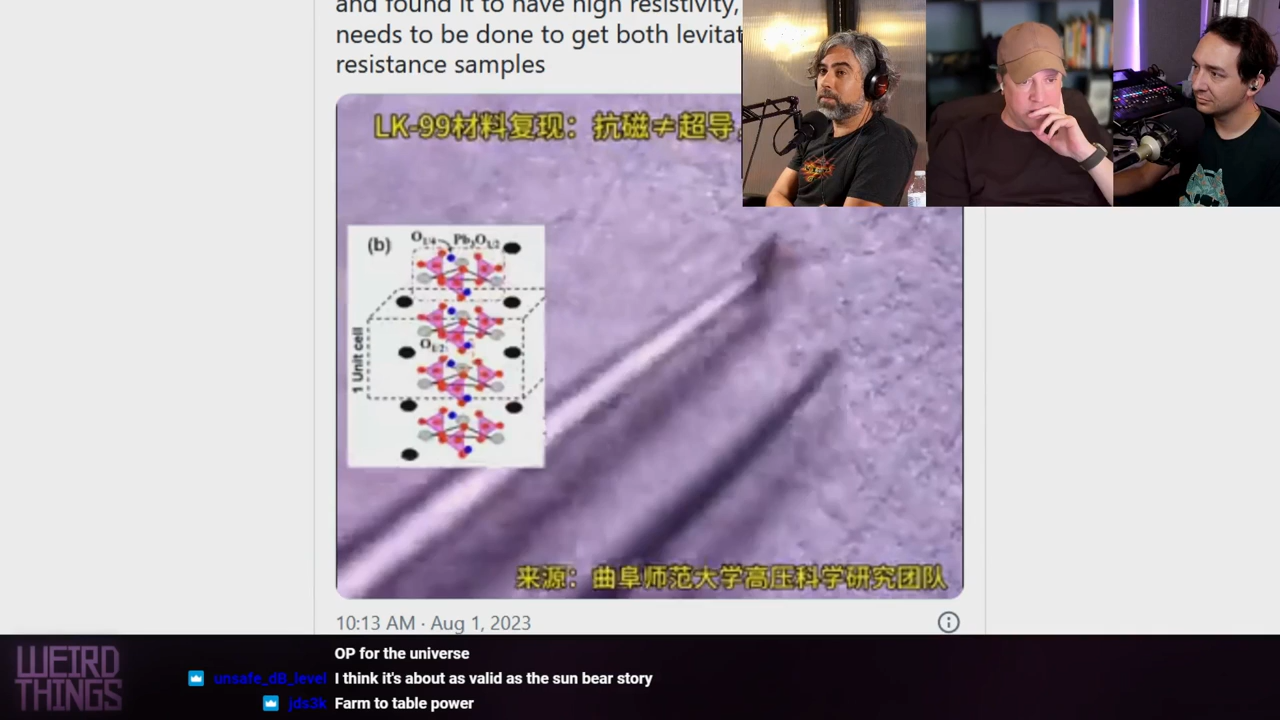 and found it to have high resistivity,
needs to be done to get both levitat
resistance samples
LK-99材料复现：抗磁≠超导
(b)
1 Unit cell
来源：曲阜师范大学高压科学研究团队
10:13 AM · Aug 1, 2023
WEIRD
THINGS
OP for the universe
unsafe_dB_level I think it's about as valid as the sun bear story
jds3k Farm to table power